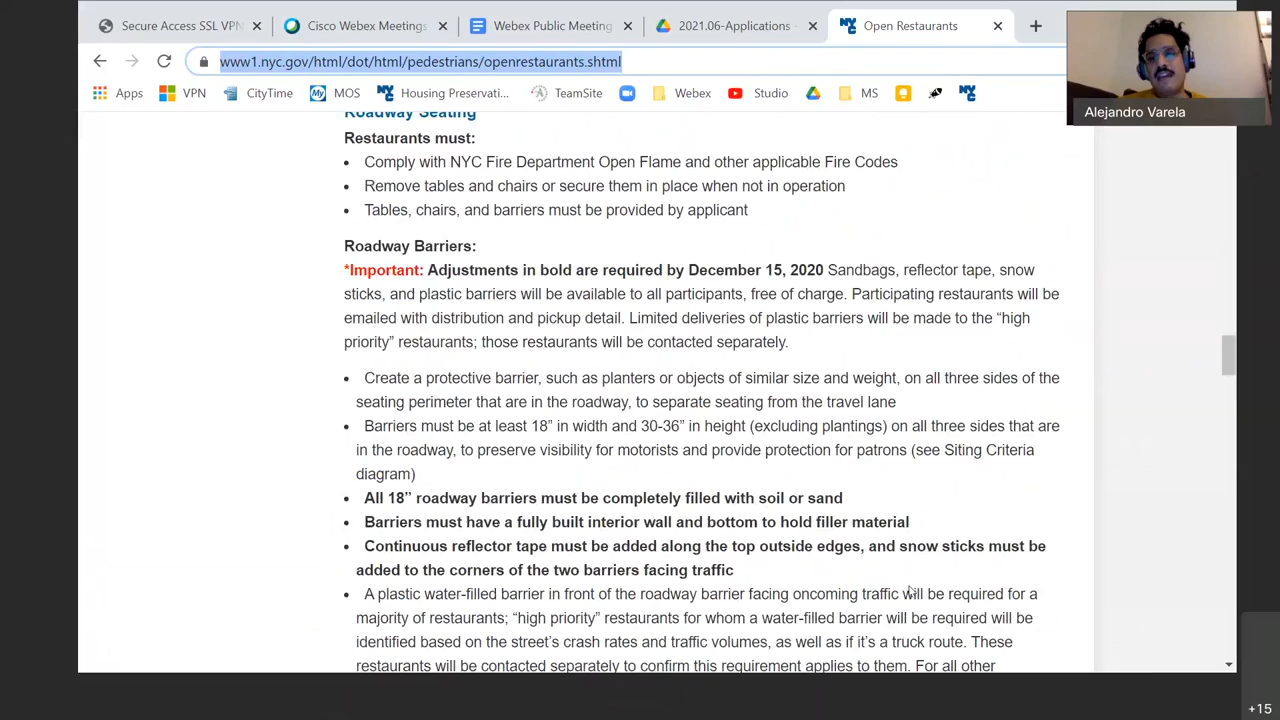 Secure Access SSL VPN
Cisco Webex Meetings
Webex Public Meeting
2021.06-Applications -
Open Restaurants
www1.nyc.gov/html/dot/html/pedestrians/openrestaurants.shtml
Apps
VPN
CityTime
My
MOS
NYC
Housing Preservati...
TeamSite
Webex
Studio
MS
Alejandro Varela
Roadway Seating
Restaurants must:
Comply with NYC Fire Department Open Flame and other applicable Fire Codes
Remove tables and chairs or secure them in place when not in operation
Tables, chairs, and barriers must be provided by applicant
Roadway Barriers:
*Important: Adjustments in bold are required by December 15, 2020 Sandbags, reflector tape, snow
sticks, and plastic barriers will be available to all participants, free of charge. Participating restaurants will be
emailed with distribution and pickup detail. Limited deliveries of plastic barriers will be made to the “high
priority” restaurants; those restaurants will be contacted separately.
Create a protective barrier, such as planters or objects of similar size and weight, on all three sides of the
seating perimeter that are in the roadway, to separate seating from the travel lane
Barriers must be at least 18” in width and 30-36” in height (excluding plantings) on all three sides that are
in the roadway, to preserve visibility for motorists and provide protection for patrons (see Siting Criteria
diagram)
All 18” roadway barriers must be completely filled with soil or sand
Barriers must have a fully built interior wall and bottom to hold filler material
Continuous reflector tape must be added along the top outside edges, and snow sticks must be
added to the corners of the two barriers facing traffic
A plastic water-filled barrier in front of the roadway barrier facing oncoming traffic will be required for a
majority of restaurants; “high priority” restaurants for whom a water-filled barrier will be required will be
identified based on the street’s crash rates and traffic volumes, as well as if it’s a truck route. These
restaurants will be contacted separately to confirm this requirement applies to them. For all other
+15